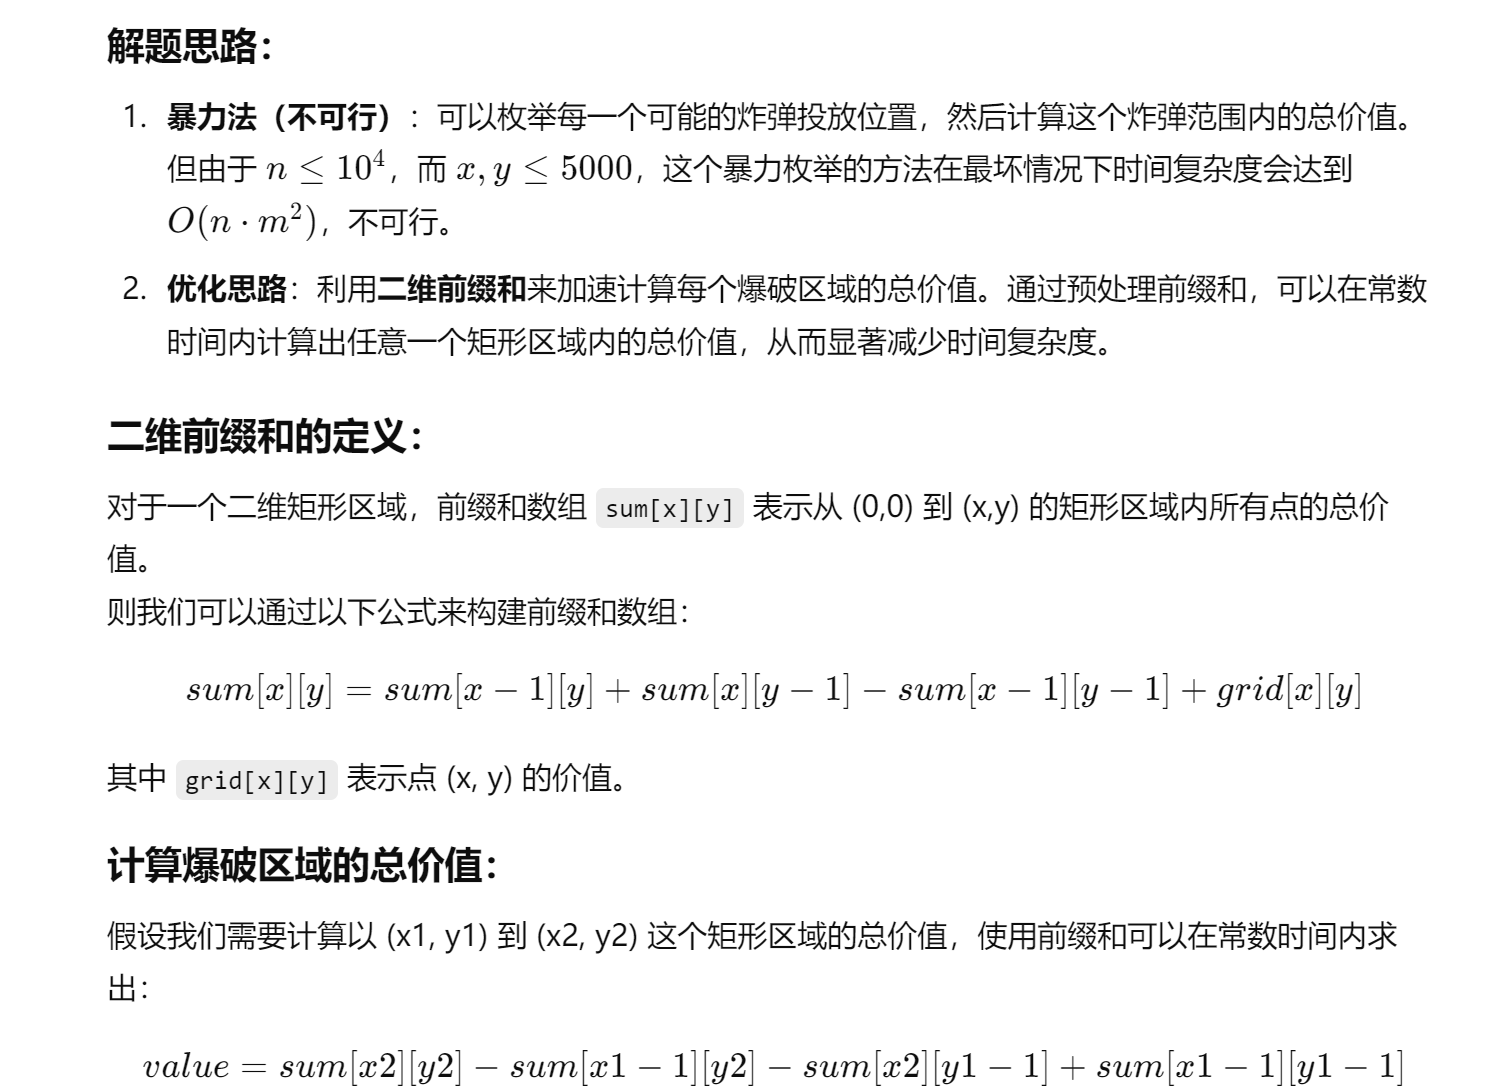 解题思路：
1. 暴力法（不可行）：可以枚举每一个可能的炸弹投放位置，然后计算这个炸弹范围内的总价值。
但由于 n ≤ 10⁴，而 x, y ≤ 5000，这个暴力枚举的方法在最坏情况下时间复杂度会达到
O(n · m²)，不可行。
2. 优化思路：利用二维前缀和来加速计算每个爆破区域的总价值。通过预处理前缀和，可以在常数
时间内计算出任意一个矩形区域内的总价值，从而显著减少时间复杂度。
二维前缀和的定义：
对于一个二维矩形区域，前缀和数组 sum[x][y] 表示从 (0,0) 到 (x,y) 的矩形区域内所有点的总价
值。
则我们可以通过以下公式来构建前缀和数组：
sum[x][y] = sum[x − 1][y] + sum[x][y − 1] − sum[x − 1][y − 1] + grid[x][y]
其中 grid[x][y] 表示点 (x, y) 的价值。
计算爆破区域的总价值：
假设我们需要计算以 (x1, y1) 到 (x2, y2) 这个矩形区域的总价值，使用前缀和可以在常数时间内求
出：
value = sum[x2][y2] − sum[x1 − 1][y2] − sum[x2][y1 − 1] + sum[x1 − 1][y1 − 1]